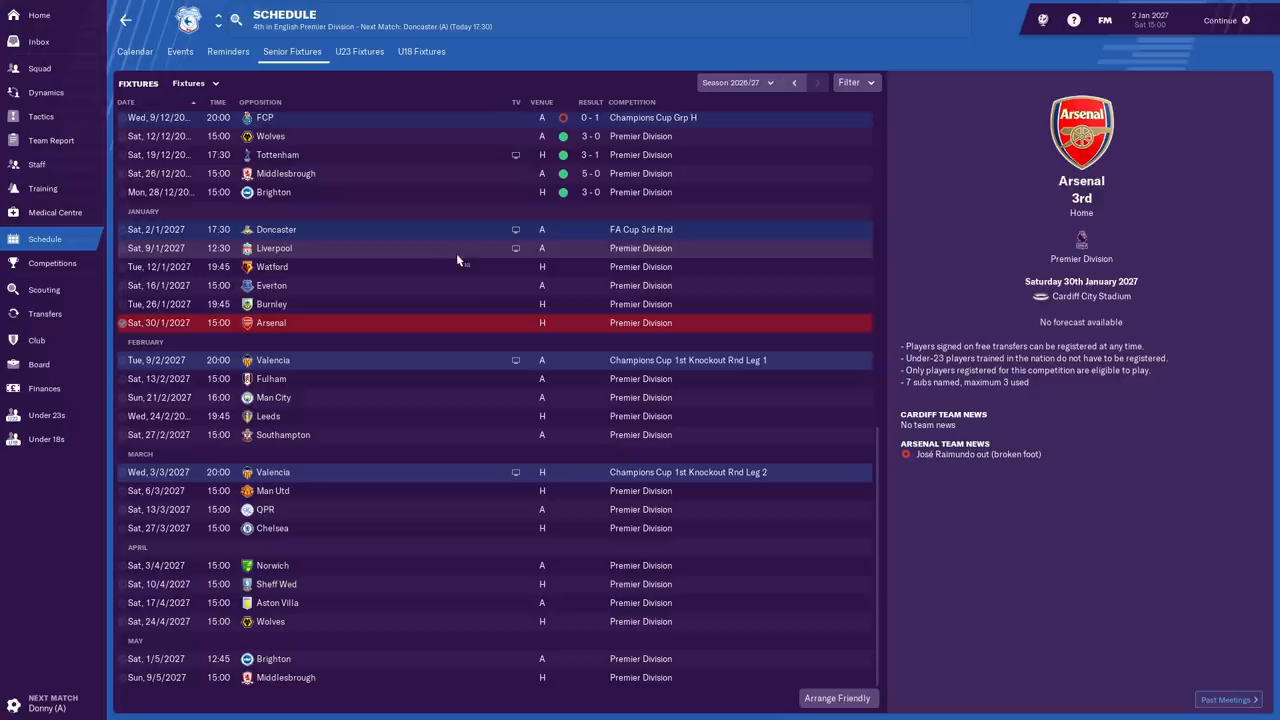 Home
Inbox
Squad
Dynamics
Tactics
Team Report
Staff
Training
Medical Centre
Schedule
Competitions
Scouting
Transfers
Club
Board
Finances
Under 23s
Under 18s
NEXT MATCH
Donny (A)
SCHEDULE
4th in English Premier Division - Next Match: Doncaster (A) (Today 17:30)
? FM 2 Jan 2027 Continue
Sat 15:00
Calendar Events Reminders Senior Fixtures U23 Fixtures U18 Fixtures
FIXTURES Fixtures Season 2026/27 Filter
DATE TIME OPPOSITION TV VENUE RESULT COMPETITION
Wed, 9/12/20... 20:00 FCP A 0 - 1 Champions Cup Grp H
Sat, 12/12/20... 15:00 Wolves A 3 - 0 Premier Division
Sat, 19/12/20... 17:30 Tottenham H 3 - 1 Premier Division
Sat, 26/12/20... 15:00 Middlesbrough A 5 - 0 Premier Division
Mon, 28/12/20... 15:00 Brighton H 3 - 0 Premier Division
JANUARY
Sat, 2/1/2027 17:30 Doncaster A FA Cup 3rd Rnd
Sat, 9/1/2027 12:30 Liverpool A Premier Division
Tue, 12/1/2027 19:45 Watford H Premier Division
Sat, 16/1/2027 15:00 Everton A Premier Division
Tue, 26/1/2027 19:45 Burnley H Premier Division
Sat, 30/1/2027 15:00 Arsenal H Premier Division
FEBRUARY
Tue, 9/2/2027 20:00 Valencia A Champions Cup 1st Knockout Rnd Leg 1
Sat, 13/2/2027 15:00 Fulham A Premier Division
Sun, 21/2/2027 16:00 Man City A Premier Division
Wed, 24/2/20... 19:45 Leeds H Premier Division
Sat, 27/2/2027 15:00 Southampton A Premier Division
MARCH
Wed, 3/3/2027 20:00 Valencia H Champions Cup 1st Knockout Rnd Leg 2
Sat, 6/3/2027 15:00 Man Utd H Premier Division
Sat, 13/3/2027 15:00 QPR A Premier Division
Sat, 27/3/2027 15:00 Chelsea H Premier Division
APRIL
Sat, 3/4/2027 15:00 Norwich A Premier Division
Sat, 10/4/2027 15:00 Sheff Wed H Premier Division
Sat, 17/4/2027 15:00 Aston Villa A Premier Division
Sat, 24/4/2027 15:00 Wolves H Premier Division
MAY
Sat, 1/5/2027 12:45 Brighton A Premier Division
Sun, 9/5/2027 15:00 Middlesbrough H Premier Division
Arrange Friendly
Arsenal
Arsenal
3rd
Home
Premier Division
Saturday 30th January 2027
Cardiff City Stadium
No forecast available
- Players signed on free transfers can be registered at any time.
- Under-23 players trained in the nation do not have to be registered.
- Only players registered for this competition are eligible to play.
- 7 subs named, maximum 3 used
CARDIFF TEAM NEWS
No team news
ARSENAL TEAM NEWS
José Raimundo out (broken foot)
Past Meetings